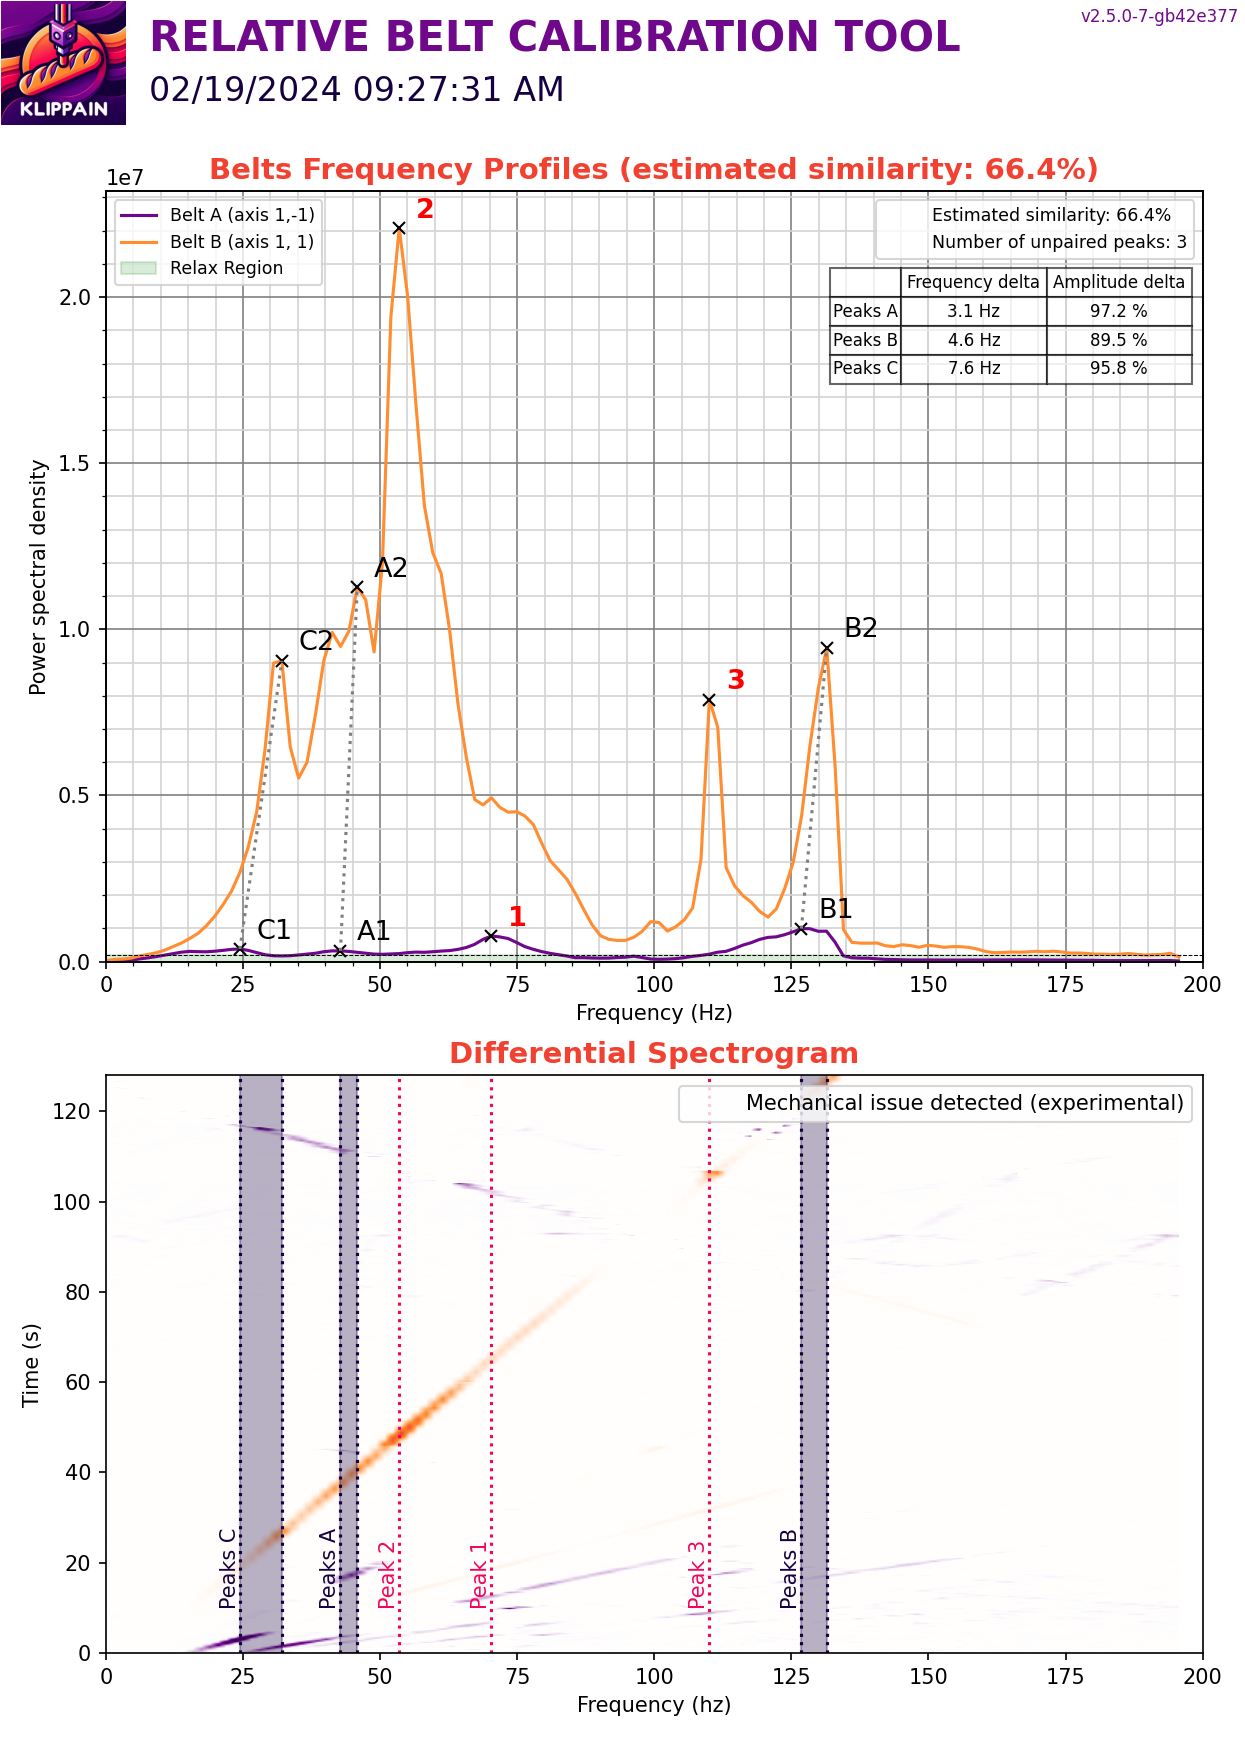 RELATIVE BELT CALIBRATION TOOL
v2.5.0-7-gb42e377
02/19/2024 09:27:31 AM
KLIPPAIN
Belts Frequency Profiles (estimated similarity: 66.4%)
1e7
Belt A (axis 1,-1)
Belt B (axis 1, 1)
Relax Region
Estimated similarity: 66.4%
Number of unpaired peaks: 3
Frequency delta Amplitude delta
Peaks A 3.1 Hz 97.2 %
Peaks B 4.6 Hz 89.5 %
Peaks C 7.6 Hz 95.8 %
2
A2
C2
B2
3
C1
A1
1
B1
Power spectral density
2.0
1.5
1.0
0.5
0.0
0 25 50 75 100 125 150 175 200
Frequency (Hz)
Differential Spectrogram
Mechanical issue detected (experimental)
Time (s)
120
100
80
60
40
20
0
Peaks C
Peaks A
Peak 2
Peak 1
Peak 3
Peaks B
0 25 50 75 100 125 150 175 200
Frequency (hz)